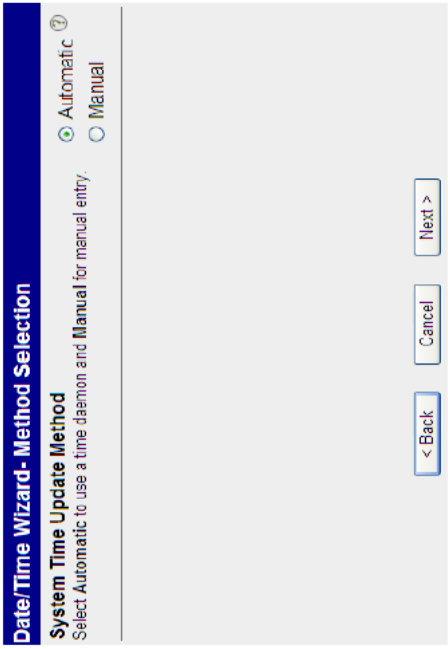 Date/Time Wizard- Method Selection
System Time Update Method
Select Automatic to use a time daemon and Manual for manual entry.
Automatic ?
Manual
< Back
Cancel
Next >